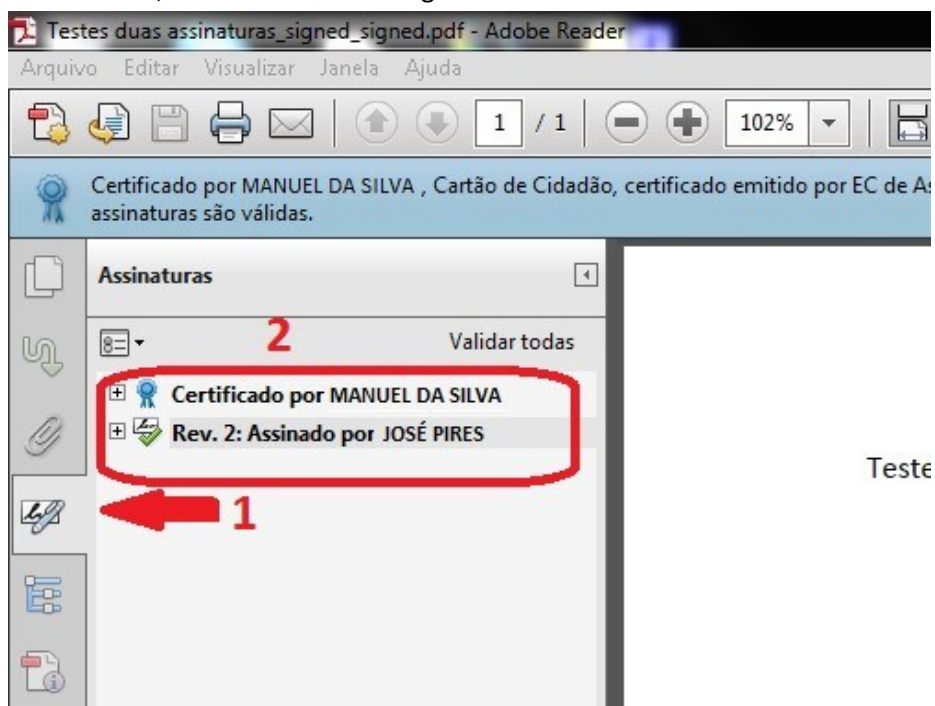 Testes duas assinaturas_signed_signed.pdf - Adobe Reader
Arquivo Editar Visualizar Janela Ajuda
1 / 1 102%
Certificado por MANUEL DA SILVA , Cartão de Cidadão, certificado emitido por EC de
assinaturas são válidas.
Assinaturas
2
Validar todas
Certificado por MANUEL DA SILVA
Rev. 2: Assinado por JOSÉ PIRES
Teste
1